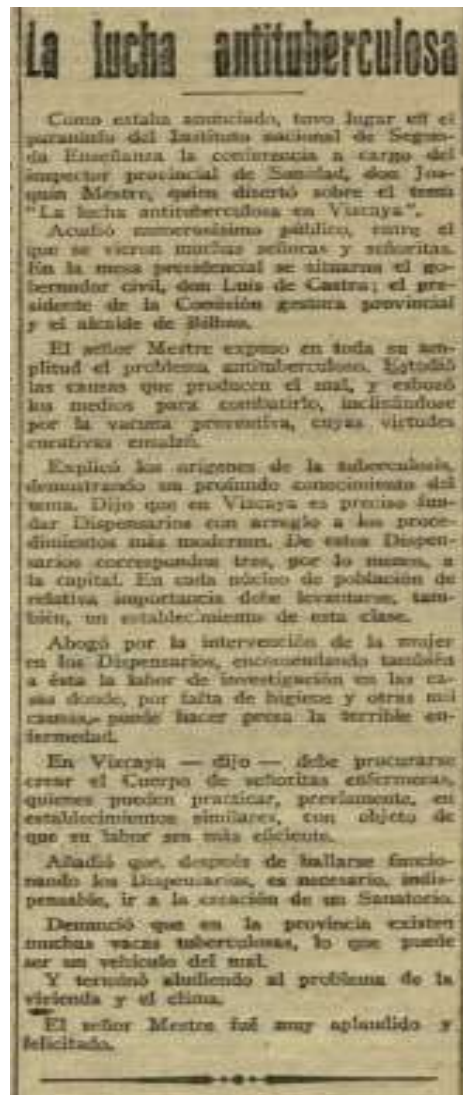 La lucha antituberculosa
Como estaba anunciado, tuvo lugar en el
paraninfo del Instituto nacional de Segun-
da Enseñanza la conferencia a cargo del
inspector provincial de Sanidad, don Joa-
quín Mestre, quien disertó sobre el tema
"La lucha antituberculosa en Vizcaya".
Acudió numerosísimo público, entre el
que se vieron muchas señoras y señoritas.
En la mesa presidencial se situaron el go-
bernador civil, don Luis de Castro; el pre-
sidente de la Comisión gestora provincial
y el alcalde de Bilbao.
El señor Mestre expuso en toda su am-
plitud el problema antituberculoso. Estudió
las causas que producen el mal, y esbozó
los medios para combatirlo, inclinándose
por la vacuna preventiva, cuyas virtudes
curativas ensalzó.
Explicó los orígenes de la tuberculosis,
demostrando un profundo conocimiento del
tema. Dijo que en Vizcaya es preciso fun-
dar Dispensarios con arreglo a los proce-
dimientos más modernos. De estos Dispen-
sarios corresponden tres, por lo menos, a
la capital. En cada núcleo de población de
relativa importancia debe levantarse, tam-
bién, un establecimiento de esta clase.
Abogó por la intervención de la mujer
en los Dispensarios, encomendando también
a ésta la labor de investigación en las ca-
sas donde, por falta de higiene y otras mil
causas, puede hacer presa la terrible en-
fermedad.
En Vizcaya — dijo — debe procurarse
crear el Cuerpo de señoritas enfermeras,
quienes pueden practicar, previamente, en
establecimientos similares, con objeto de
que su labor sea más eficiente.
Añadió que, después de hallarse funcio-
nando los Dispensarios, es necesario, indis-
pensable, ir a la creación de un Sanatorio.
Denunció que en la provincia existen
muchas vacas tuberculosas, lo que puede
ser un vehículo del mal.
Y terminó aludiendo al problema de la
vivienda y el clima.
El señor Mestre fué muy aplaudido y
felicitado.